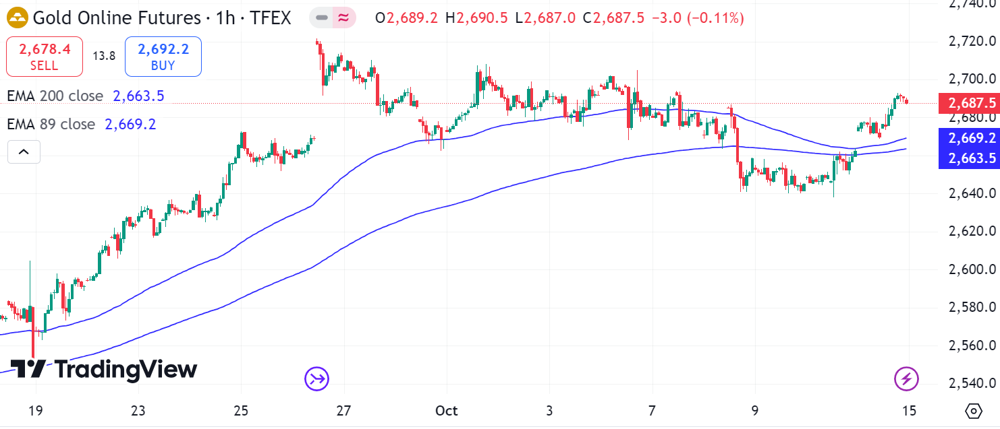 Gold Online Futures · 1h · TFEX
O2,689.2 H2,690.5 L2,687.0 C2,687.5 −3.0 (−0.11%)
2,678.4
SELL
13.8
2,692.2
BUY
EMA 200 close 2,663.5
EMA 89 close 2,669.2
2,740.0
2,720.0
2,700.0
2,687.5
2,680.0
2,669.2
2,663.5
2,640.0
2,620.0
2,600.0
2,580.0
2,560.0
2,540.0
TradingView
19 23 25 27 Oct 3 7 9 15